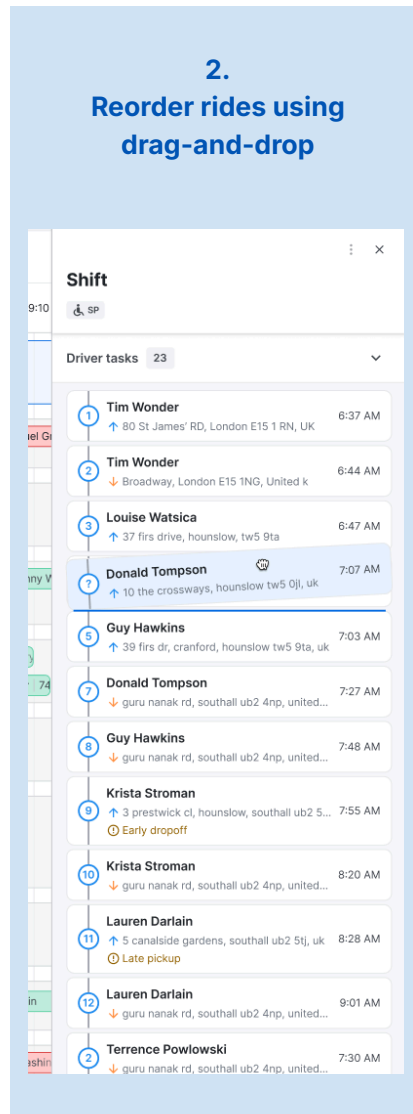 2.
Reorder rides using
drag-and-drop
Shift
9:10
SP
Driver tasks 23
1 Tim Wonder 6:37 AM
↑ 80 St James’ RD, London E15 1 RN, UK
uel Gr
2 Tim Wonder 6:44 AM
↓ Broadway, London E15 1NG, United k
3 Louise Watsica 6:47 AM
↑ 37 firs drive, hounslow, tw5 9ta
? Donald Tompson 7:07 AM
↑ 10 the crossways, hounslow tw5 0jl, uk
nny W
5 Guy Hawkins 7:03 AM
↑ 39 firs dr, cranford, hounslow tw5 9ta, uk
7 Donald Tompson 7:27 AM
↓ guru nanak rd, southall ub2 4np, united...
74
8 Guy Hawkins 7:48 AM
↓ guru nanak rd, southall ub2 4np, united...
9 Krista Stroman 7:55 AM
↑ 3 prestwick cl, hounslow, southall ub2 5...
Early dropoff
10 Krista Stroman 8:20 AM
↓ guru nanak rd, southall ub2 4np, united...
11 Lauren Darlain 8:28 AM
↑ 5 canalside gardens, southall ub2 5tj, uk
Late pickup
12 Lauren Darlain 9:01 AM
↓ guru nanak rd, southall ub2 4np, united...
in
2 Terrence Powlowski 7:30 AM
↓ guru nanak rd, southall ub2 4np, united...
ashin